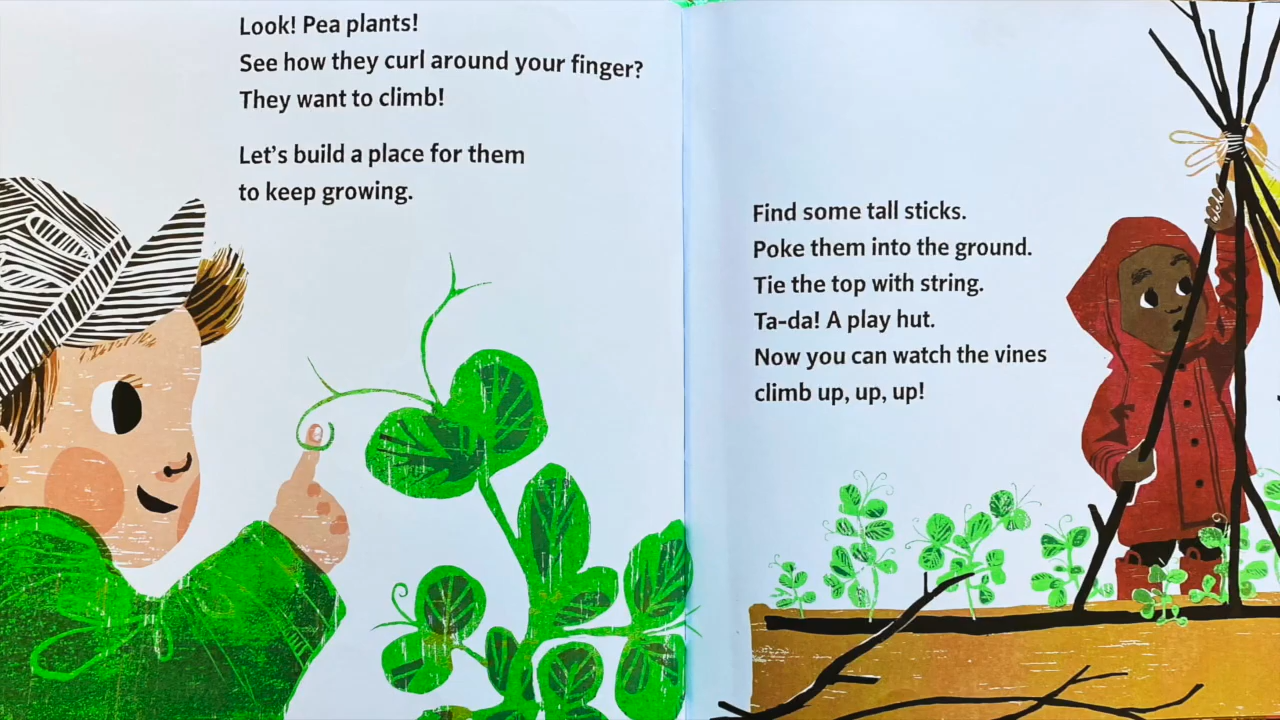 Look! Pea plants!
See how they curl around your finger?
They want to climb!
Let's build a place for them
to keep growing.
Find some tall sticks.
Poke them into the ground.
Tie the top with string.
Ta-da! A play hut.
Now you can watch the vines
climb up, up, up!